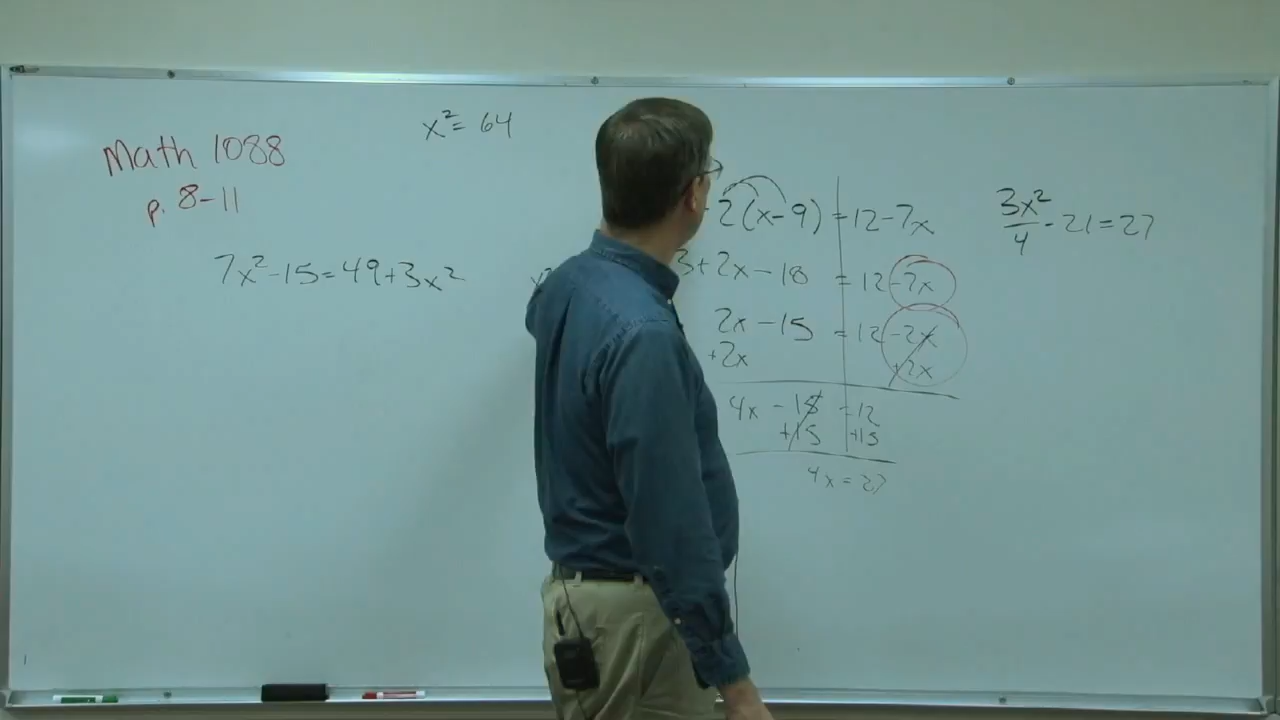 Math 1088
p. 8-11
x² = 64
7x²-15=49+3x²
2(x-9) = 12-7x
3+2x-18 = 12-7x
2x-15 = 12-2x
+2x +2x
4x -15 = 12
+15 +15
4x = 27
3x²/4 - 21 = 27